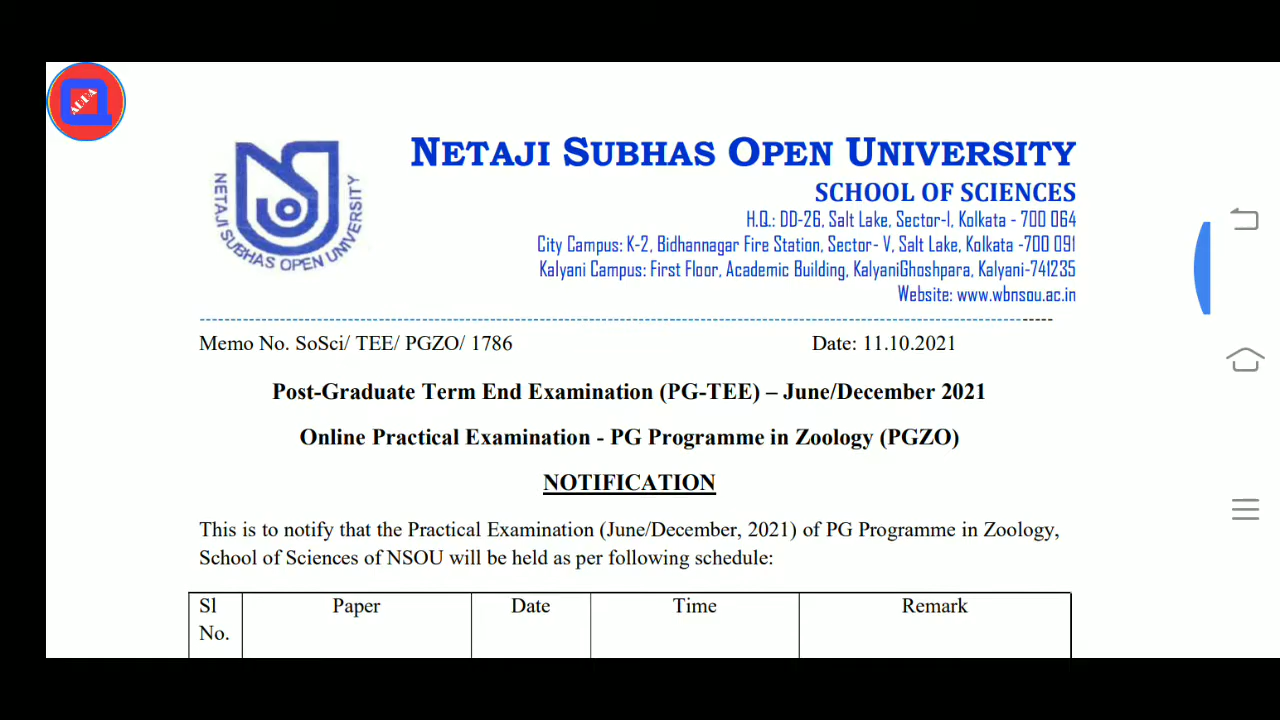 AUUA
NETAJI SUBHAS OPEN UNIVERSITY
NETAJI SUBHAS OPEN UNIVERSITY
SCHOOL OF SCIENCES
H.Q.: DD-26, Salt Lake, Sector-I, Kolkata - 700 064
City Campus: K-2, Bidhannagar Fire Station, Sector- V, Salt Lake, Kolkata -700 091
Kalyani Campus: First Floor, Academic Building, KalyaniGhoshpara, Kalyani-741235
Website: www.wbnsou.ac.in
Memo No. SoSci/ TEE/ PGZO/ 1786 Date: 11.10.2021
Post-Graduate Term End Examination (PG-TEE) – June/December 2021
Online Practical Examination - PG Programme in Zoology (PGZO)
NOTIFICATION
This is to notify that the Practical Examination (June/December, 2021) of PG Programme in Zoology,
School of Sciences of NSOU will be held as per following schedule:
Sl No. Paper Date Time Remark